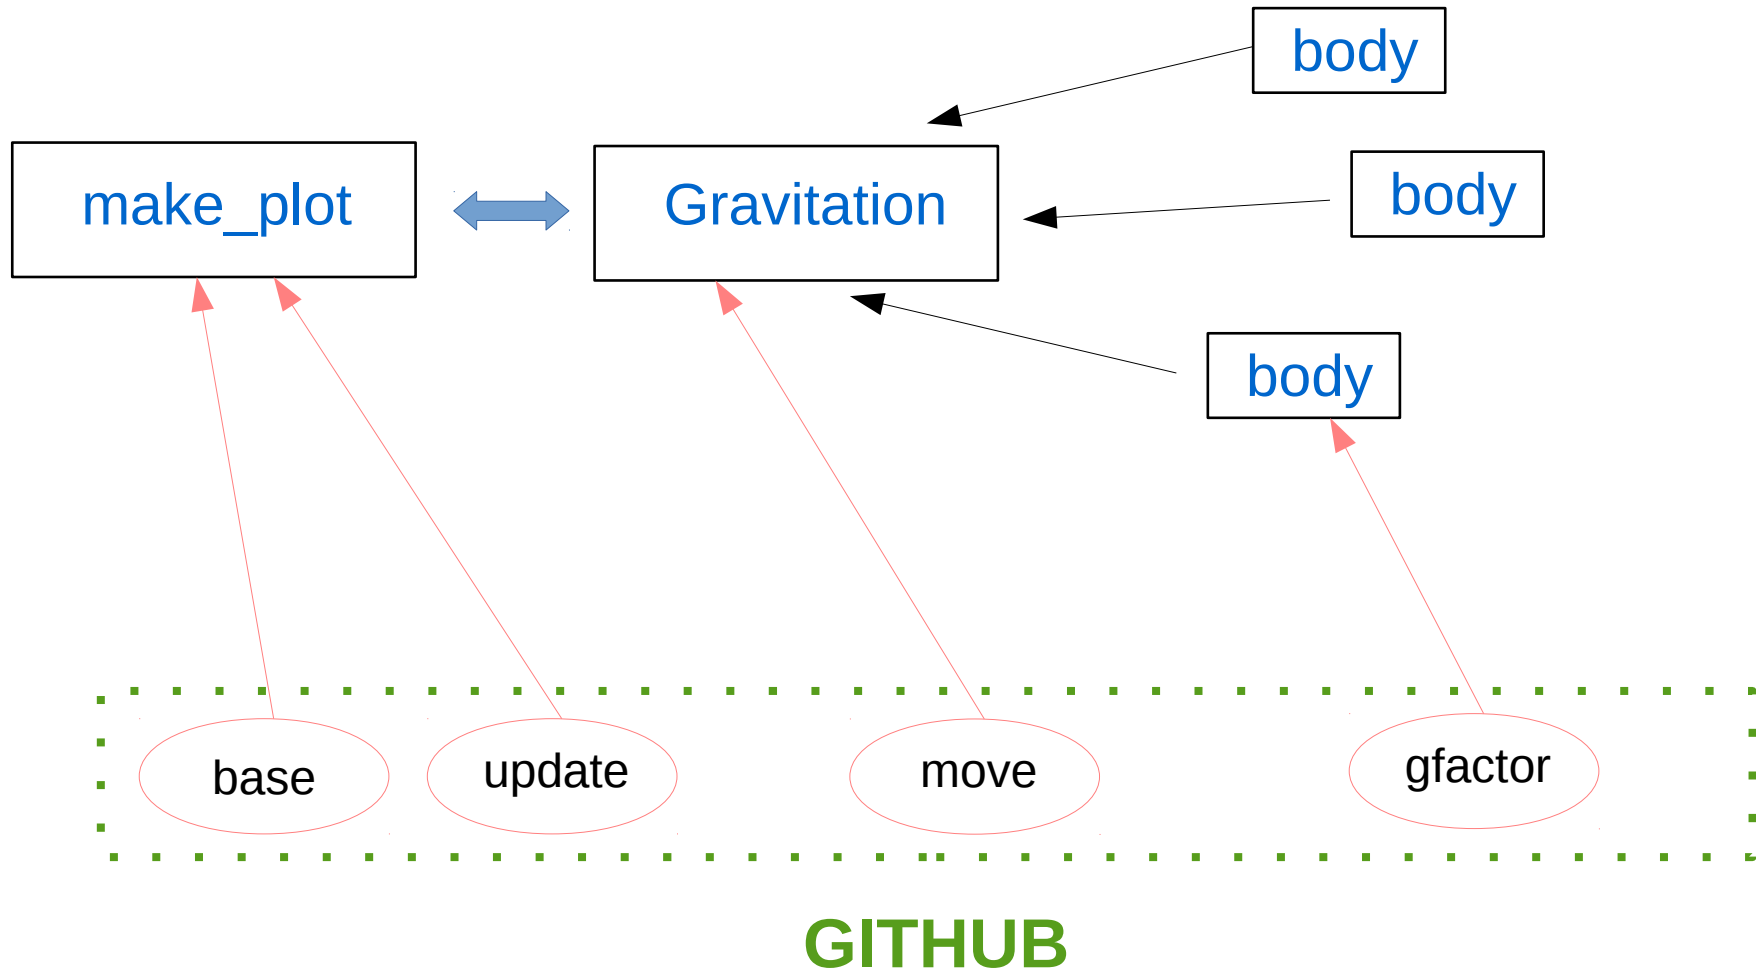 body
make_plot
Gravitation
body
body
base
update
move
gfactor
GITHUB